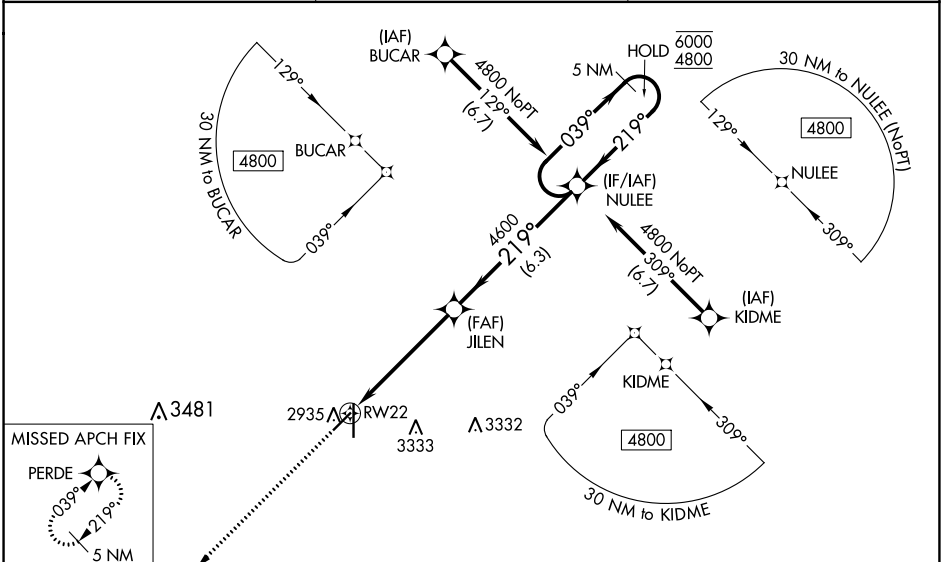 (IAF)
BUCAR
4800 NoPT
129°
(6.7)
HOLD
6000
4800
5 NM
039°
219°
(IF/IAF)
NULEE
4600
219°
(6.3)
4800 NoPT
309°
(6.7)
(IAF)
KIDME
(FAF)
JILEN
129°
BUCAR
4800
039°
30 NM to BUCAR
30 NM to NULEE (NoPT)
129°
4800
NULEE
309°
KIDME
039°
309°
4800
30 NM to KIDME
3481
2935
RW22
3333
3332
MISSED APCH FIX
PERDE
039°
219°
5 NM